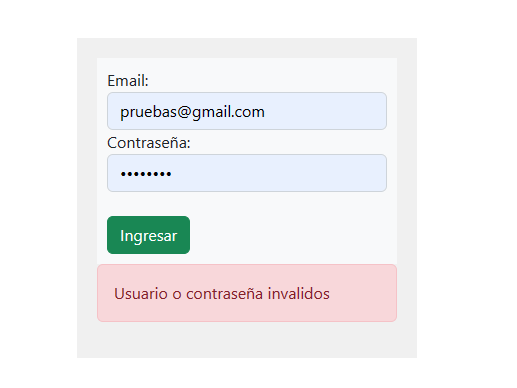 Email:
pruebas@gmail.com
Contraseña:
••••••••
Ingresar
Usuario o contraseña invalidos